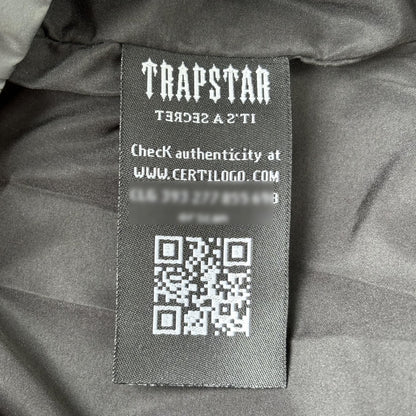 TRAPSTAR
IT'S A SECRET
Check authenticity at
WWW.CERTILOGO.COM